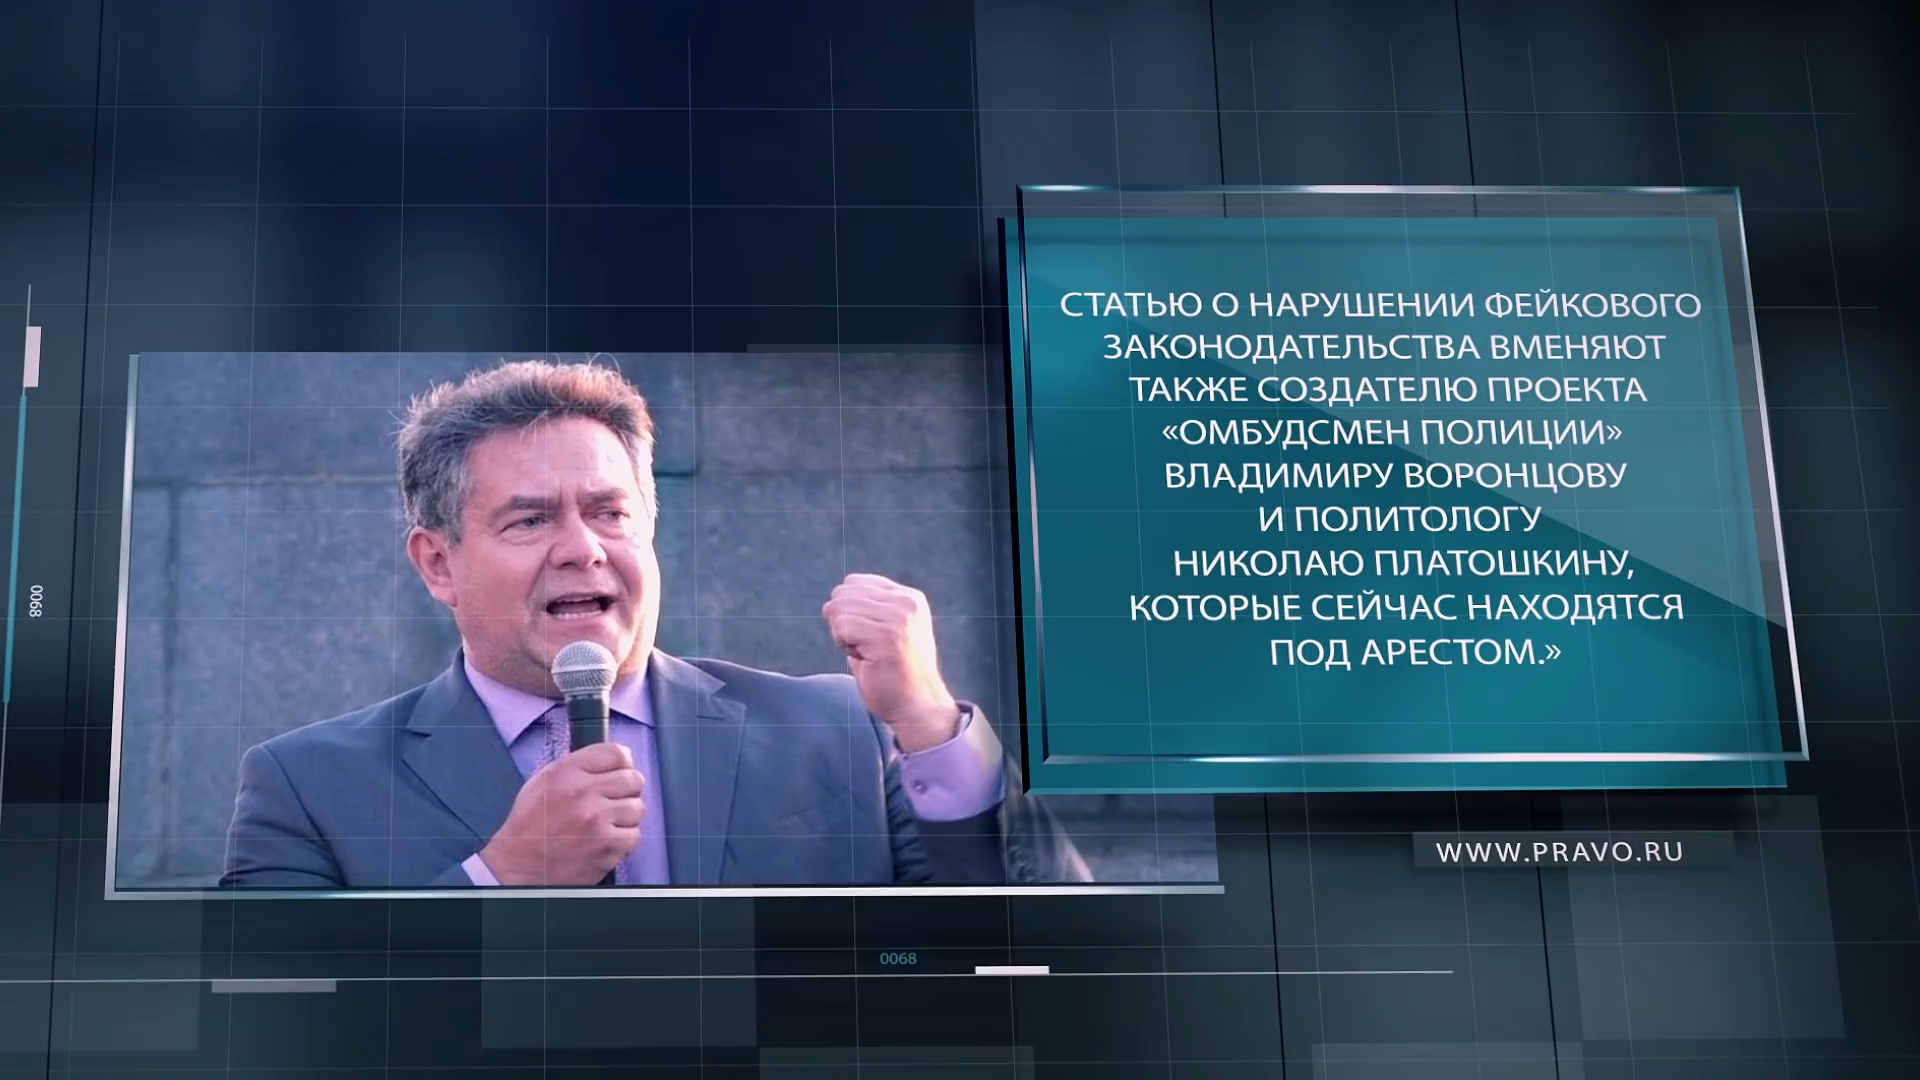 СТАТЬЮ О НАРУШЕНИИ ФЕЙКОВОГО
ЗАКОНОДАТЕЛЬСТВА ВМЕНЯЮТ
ТАКЖЕ СОЗДАТЕЛЮ ПРОЕКТА
«ОМБУДСМЕН ПОЛИЦИИ»
ВЛАДИМИРУ ВОРОНЦОВУ
И ПОЛИТОЛОГУ
НИКОЛАЮ ПЛАТОШКИНУ,
КОТОРЫЕ СЕЙЧАС НАХОДЯТСЯ
ПОД АРЕСТОМ.»
WWW.PRAVO.RU
0068
0068